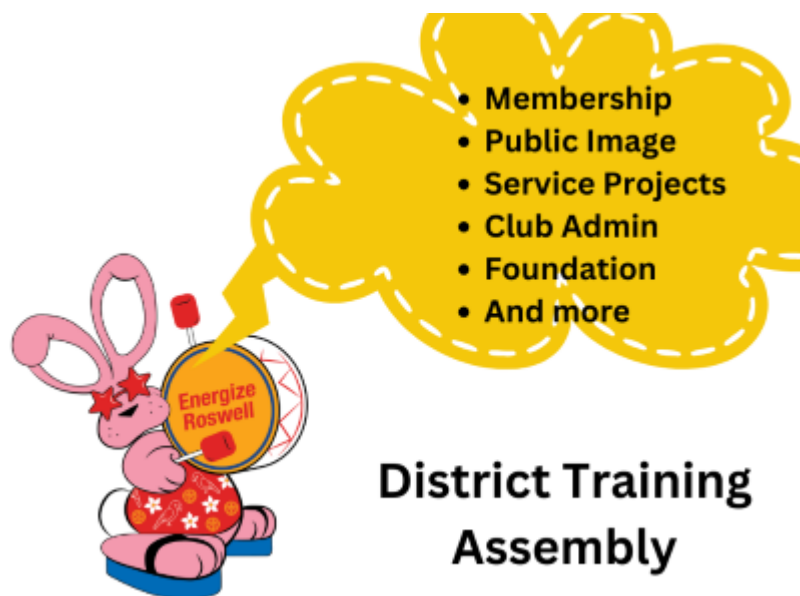 • Membership
• Public Image
• Service Projects
• Club Admin
• Foundation
• And more
Energize
Roswell
District Training
Assembly